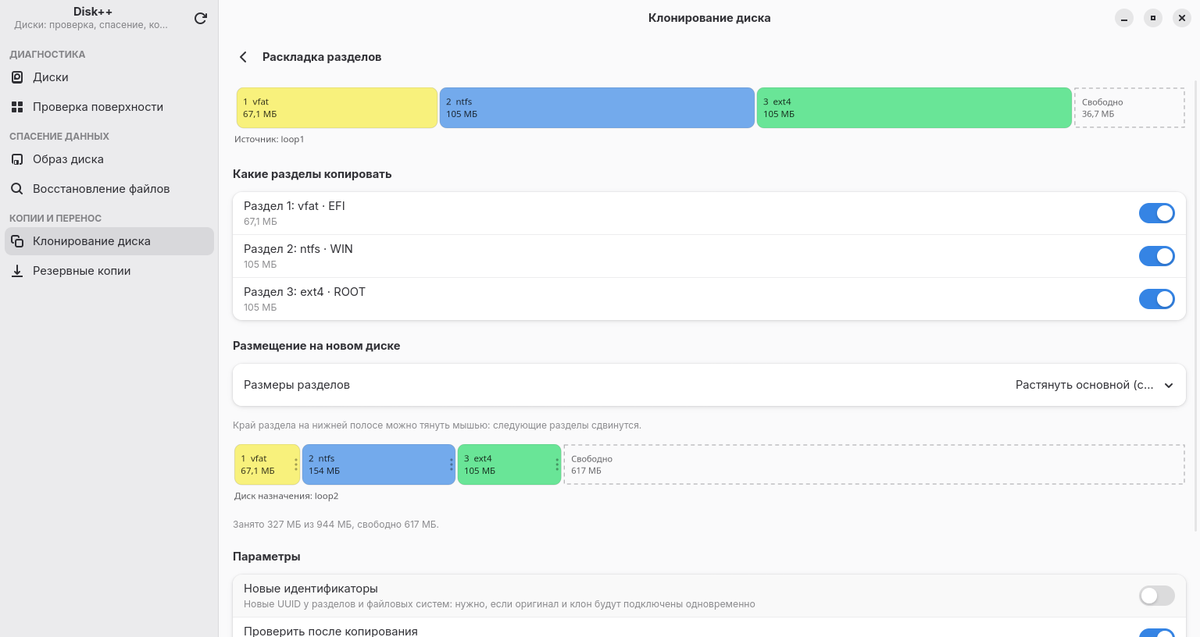 Disk++
Диски: проверка, спасение, ко...
Клонирование диска
ДИАГНОСТИКА
Диски
Проверка поверхности
СПАСЕНИЕ ДАННЫХ
Образ диска
Восстановление файлов
КОПИИ И ПЕРЕНОС
Клонирование диска
Резервные копии
Раскладка разделов
1 vfat
67,1 МБ
2 ntfs
105 МБ
3 ext4
105 МБ
Свободно
36,7 МБ
Источник: loop1
Какие разделы копировать
Раздел 1: vfat · EFI
67,1 МБ
Раздел 2: ntfs · WIN
105 МБ
Раздел 3: ext4 · ROOT
105 МБ
Размещение на новом диске
Размеры разделов
Растянуть основной (с...
Край раздела на нижней полосе можно тянуть мышью: следующие разделы сдвинутся.
1 vfat
67,1 МБ
2 ntfs
154 МБ
3 ext4
105 МБ
Свободно
617 МБ
Диск назначения: loop2
Занято 327 МБ из 944 МБ, свободно 617 МБ.
Параметры
Новые идентификаторы
Новые UUID у разделов и файловых систем: нужно, если оригинал и клон будут подключены одновременно
Проверить после копирования